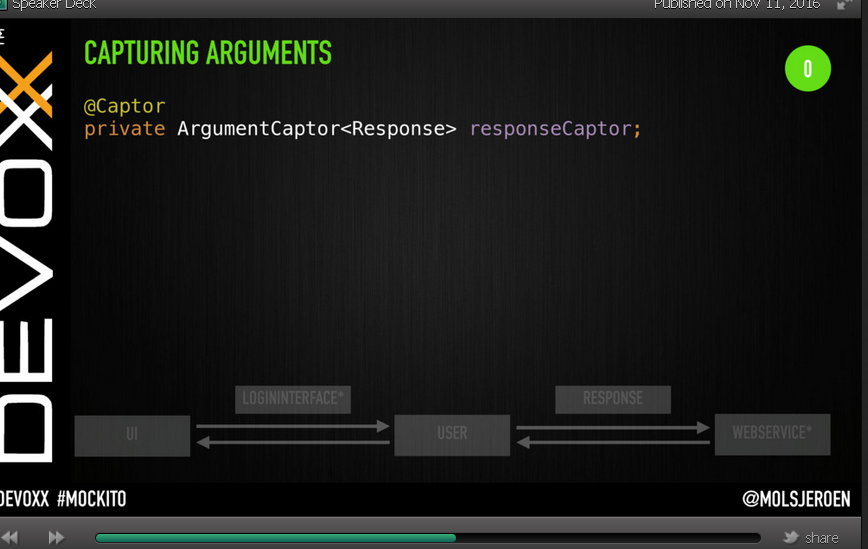 Speaker Deck
Published on Nov 11, 2016
DEVOXX
CAPTURING ARGUMENTS
0
@Captor
private ArgumentCaptor<Response> responseCaptor;
LOGININTERFACE*
RESPONSE
UI
USER
WEBSERVICE*
DEVOXX #MOCKITO
@MOLSJEROEN
share